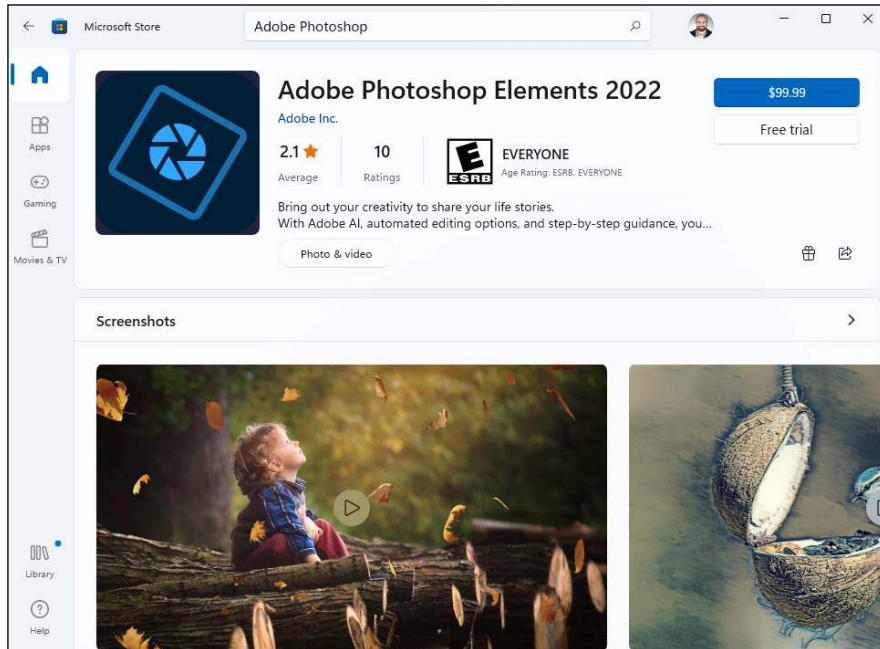 Microsoft Store
Adobe Photoshop
Adobe Photoshop Elements 2022
Adobe Inc.
$99.99
Free trial
2.1
Average
10
Ratings
E
ESRB
EVERYONE
Age Rating: ESRB. EVERYONE
Bring out your creativity to share your life stories.
With Adobe AI, automated editing options, and step-by-step guidance, you...
Photo & video
Apps
Gaming
Movies & TV
Screenshots
Library
Help